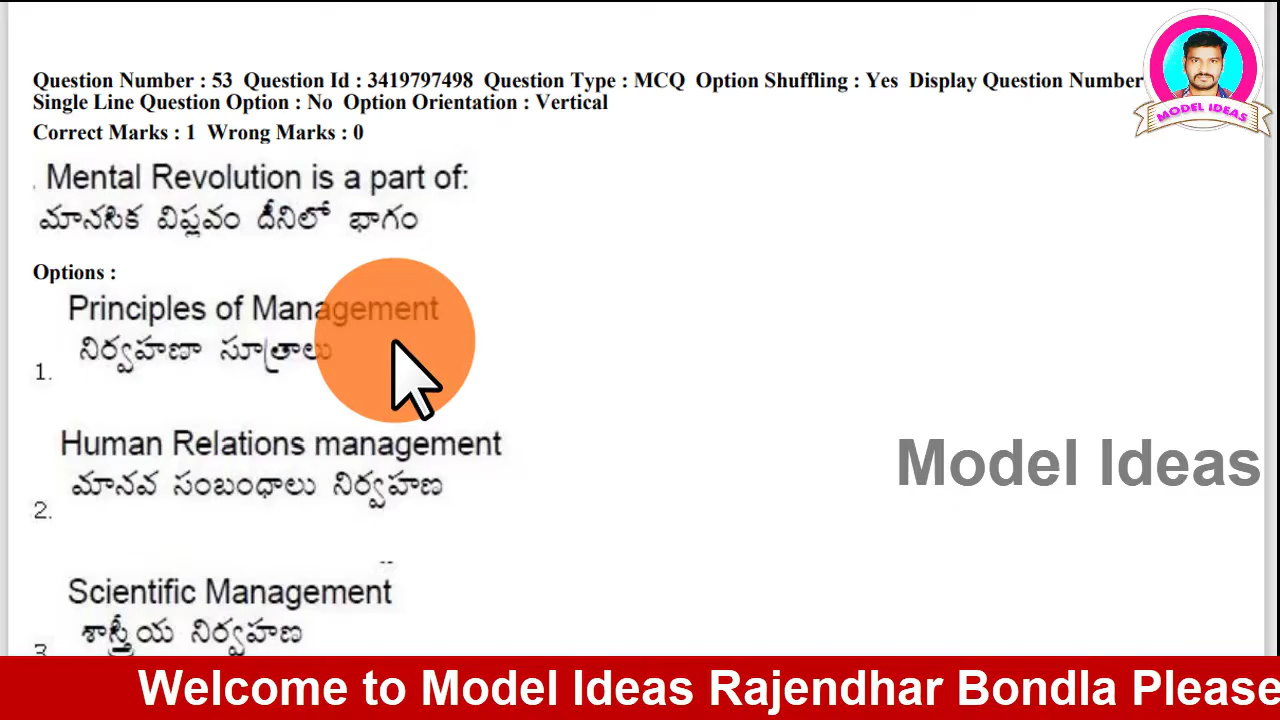 Question Number : 53 Question Id : 3419797498 Question Type : MCQ Option Shuffling : Yes Display Question Number
Single Line Question Option : No Option Orientation : Vertical
Correct Marks : 1 Wrong Marks : 0
MODEL IDEAS
. Mental Revolution is a part of:
మానసిక విప్లవం దీనిలో భాగం
Options :
Principles of Management
నిర్వహణా సూత్రాలు
1.
Human Relations management
మానవ సంబంధాలు నిర్వహణ
2.
Model Ideas
Scientific Management
శాస్త్రీయ నిర్వహణ
3.
Welcome to Model Ideas Rajendhar Bondla Please